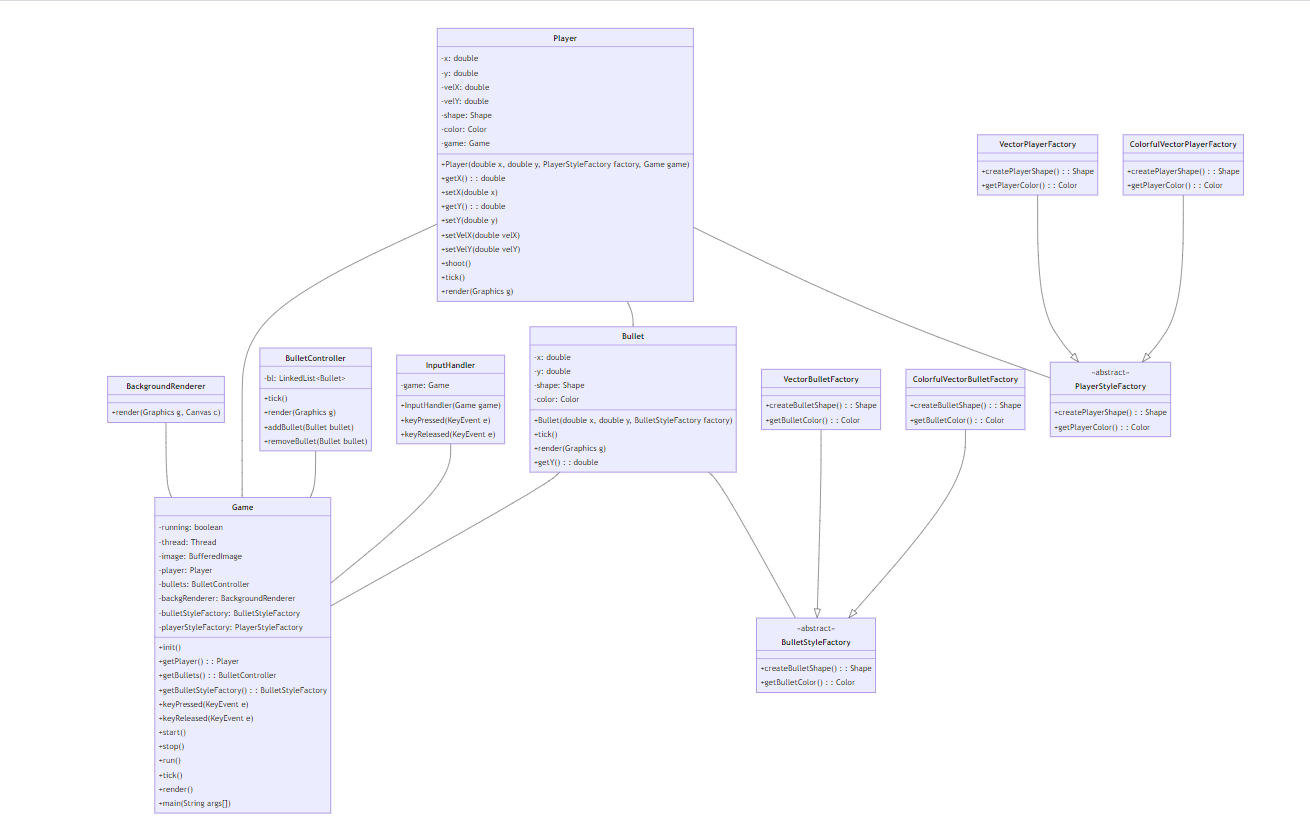 Player
-x: double
-y: double
-velX: double
-velY: double
-shape: Shape
-color: Color
-game: Game
+Player(double x, double y, PlayerStyleFactory factory, Game game)
+getX() : : double
+setX(double x)
+getY() : : double
+setY(double y)
+setVelX(double velX)
+setVelY(double velY)
+shoot()
+tick()
+render(Graphics g)
VectorPlayerFactory
+createPlayerShape() : : Shape
+getPlayerColor() : : Color
ColorfulVectorPlayerFactory
+createPlayerShape() : : Shape
+getPlayerColor() : : Color
BackgroundRenderer
+render(Graphics g, Canvas c)
BulletController
-bl: LinkedList<Bullet>
+tick()
+render(Graphics g)
+addBullet(Bullet bullet)
+removeBullet(Bullet bullet)
InputHandler
-game: Game
+InputHandler(Game game)
+keyPressed(KeyEvent e)
+keyReleased(KeyEvent e)
Bullet
-x: double
-y: double
-shape: Shape
-color: Color
+Bullet(double x, double y, BulletStyleFactory factory)
+tick()
+render(Graphics g)
+getY() : : double
VectorBulletFactory
+createBulletShape() : : Shape
+getBulletColor() : : Color
ColorfulVectorBulletFactory
+createBulletShape() : : Shape
+getBulletColor() : : Color
«abstract»
PlayerStyleFactory
+createPlayerShape() : : Shape
+getPlayerColor() : : Color
Game
-running: boolean
-thread: Thread
-image: BufferedImage
-player: Player
-bullets: BulletController
-backgRenderer: BackgroundRenderer
-bulletStyleFactory: BulletStyleFactory
-playerStyleFactory: PlayerStyleFactory
+init()
+getPlayer() : : Player
+getBullets() : : BulletController
+getBulletStyleFactory() : : BulletStyleFactory
+keyPressed(KeyEvent e)
+keyReleased(KeyEvent e)
+start()
+stop()
+run()
+tick()
+render()
+main(String args[])
«abstract»
BulletStyleFactory
+createBulletShape() : : Shape
+getBulletColor() : : Color